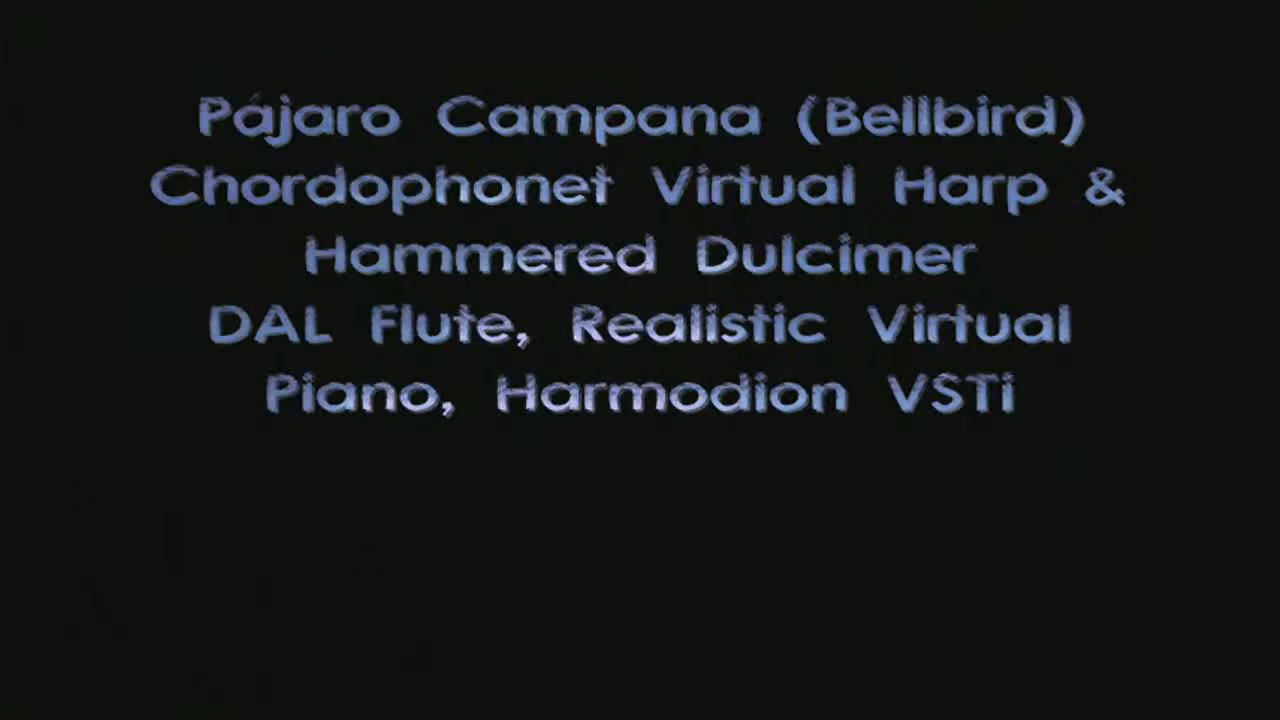 Pájaro Campana (Bellbird)
Chordophonet Virtual Harp &
Hammered Dulcimer
DAL Flute, Realistic Virtual
Piano, Harmodion VSTi